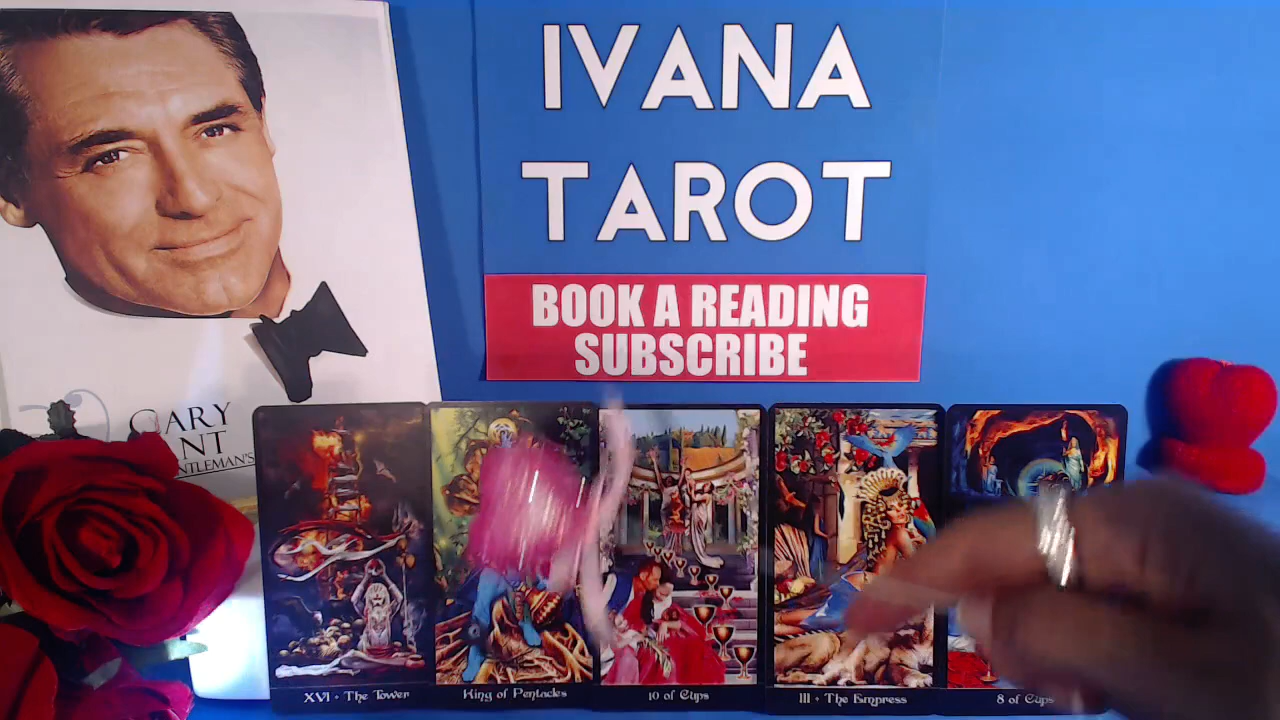 IVANA
TAROT
BOOK A READING
SUBSCRIBE
CARY
XVI • The Tower
King of Pentacles
10 of Cups
III • The Empress
8 of Cups